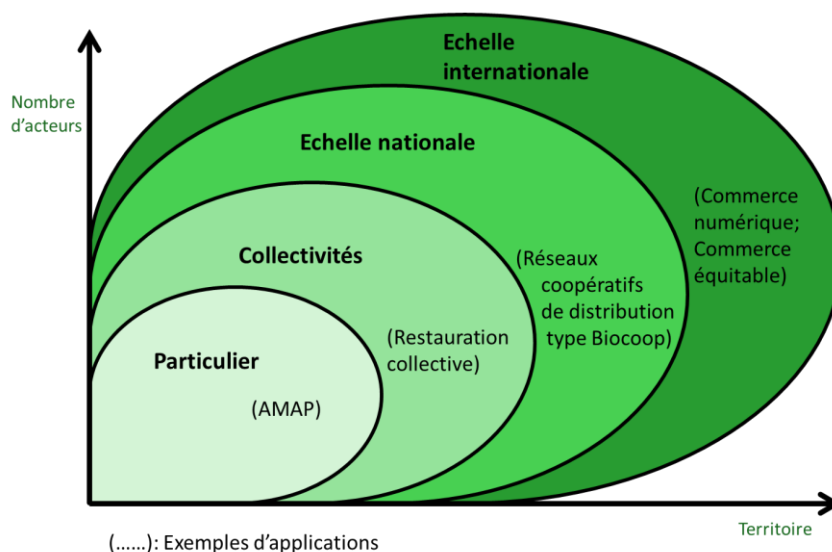 Echelle
internationale
Nombre
d'acteurs
Echelle nationale
(Commerce
numérique;
Commerce
équitable)
Collectivités
(Réseaux
coopératifs
de distribution
type Biocoop)
(Restauration
collective)
Particulier
(AMAP)
Territoire
(......): Exemples d'applications